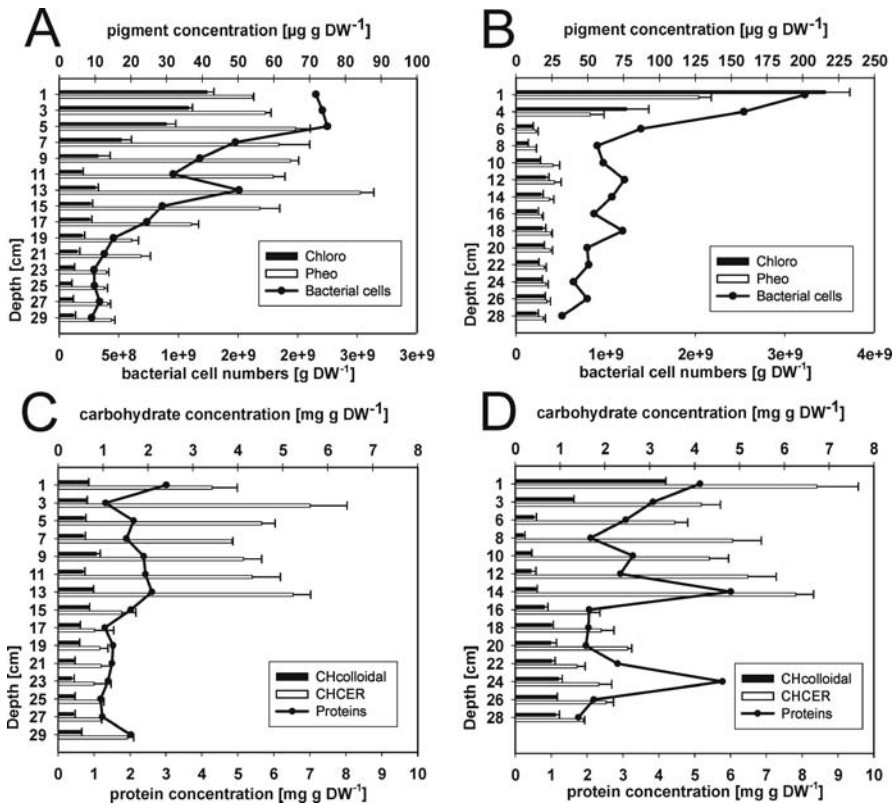 A
pigment concentration [µg g DW-1]
0 10 20 30 40 50 60 70 80 90 100
1
3
5
7
9
11
13
15
17
19
21
23
25
27
29
Depth [cm]
Chloro
Pheo
Bacterial cells
0 5e+8 1e+9 2e+9 2e+9 3e+9 3e+9
bacterial cell numbers [g DW-1]
B
pigment concentration [µg g DW-1]
0 25 50 75 100 125 150 175 200 225 250
1
4
6
8
10
12
14
16
18
20
22
24
26
28
Depth [cm]
Chloro
Pheo
Bacterial cells
0 1e+9 2e+9 3e+9 4e+9
bacterial cell numbers [g DW-1]
C
carbohydrate concentration [mg g DW-1]
0 1 2 3 4 5 6 7 8
1
3
5
7
9
11
13
15
17
19
21
23
25
27
29
Depth [cm]
CHcolloidal
CHCER
Proteins
0 1 2 3 4 5 6 7 8 9 10
protein concentration [mg g DW-1]
D
carbohydrate concentration [mg g DW-1]
0 1 2 3 4 5 6 7 8
1
3
6
8
10
12
14
16
18
20
22
24
26
28
Depth [cm]
CHcolloidal
CHCER
Proteins
0 1 2 3 4 5 6 7 8 9 10
protein concentration [mg g DW-1]